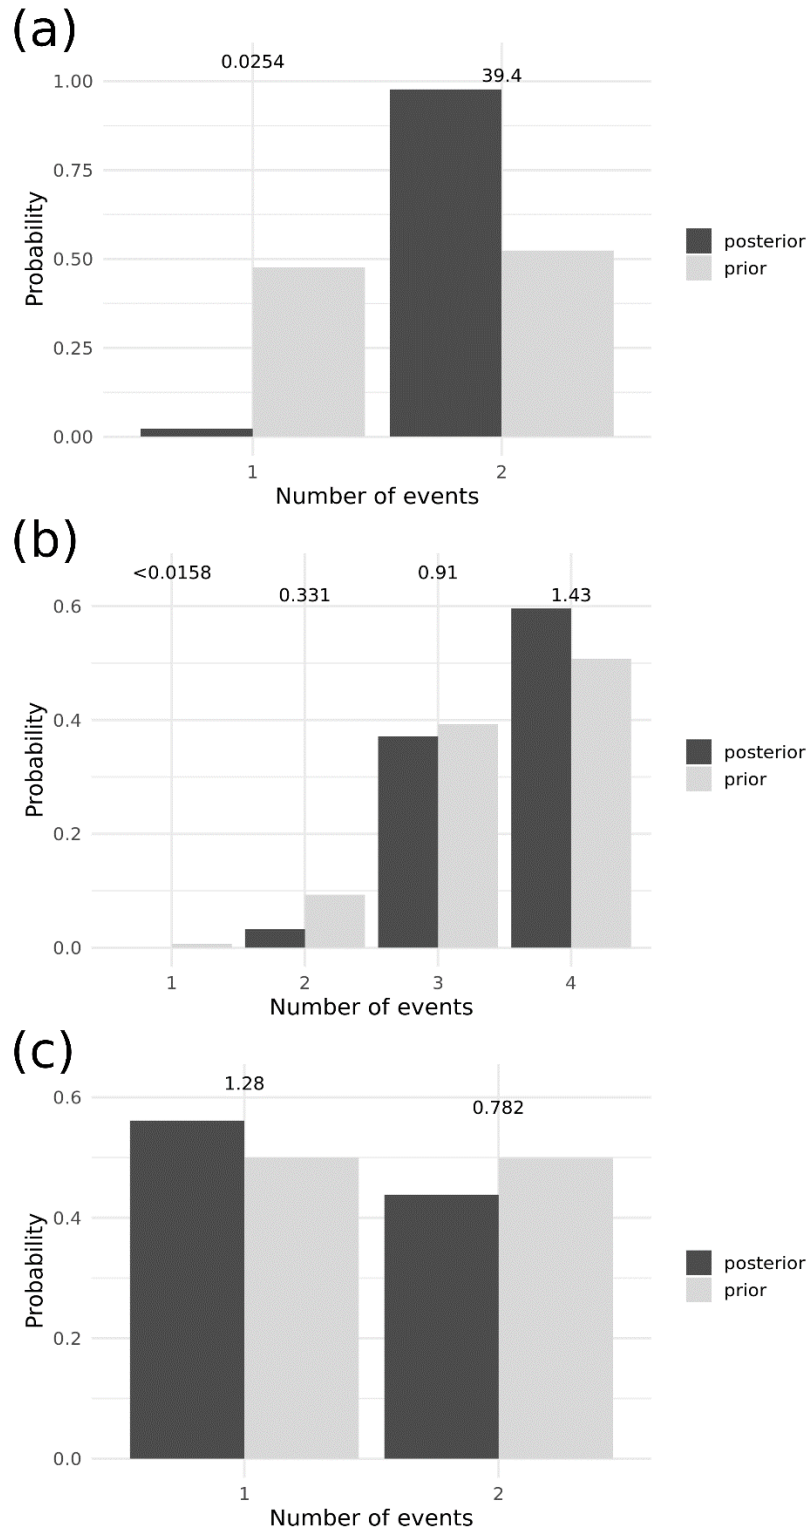 (a)
0.0254
39.4
1.00
0.75
0.50
0.25
0.00
Probability
1
2
Number of events
posterior
prior
(b)
<0.0158
0.331
0.91
1.43
0.6
0.4
0.2
0.0
Probability
1
2
3
4
Number of events
posterior
prior
(c)
1.28
0.782
0.6
0.4
0.2
0.0
Probability
1
2
Number of events
posterior
prior